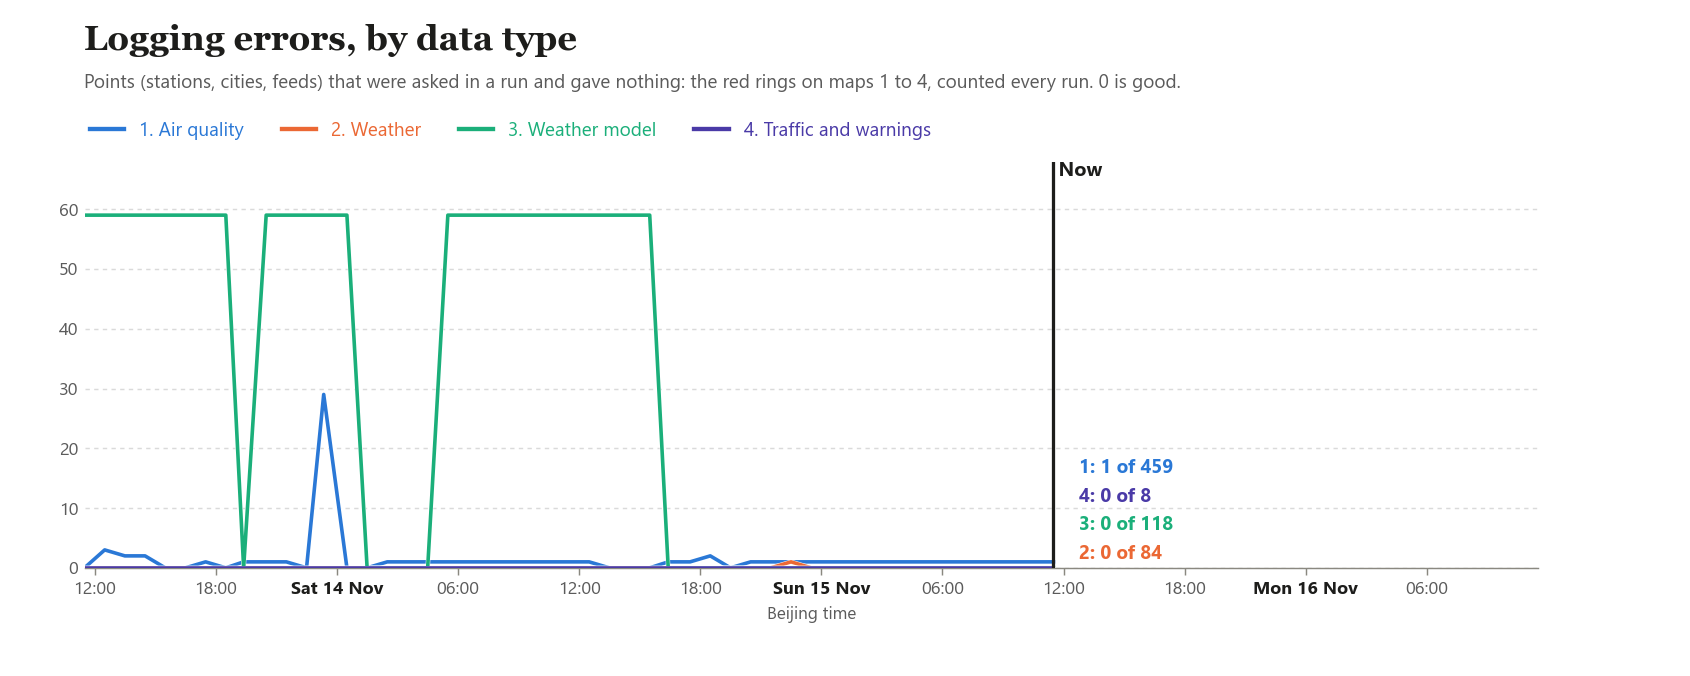 Logging errors, by data type
Points (stations, cities, feeds) that were asked in a run and gave nothing: the red rings on maps 1 to 4, counted every run. 0 is good.
1. Air quality 2. Weather 3. Weather model 4. Traffic and warnings
Now
60
50
40
30
20
10
0
1: 1 of 459
4: 0 of 8
3: 0 of 118
2: 0 of 84
12:00 18:00 Sat 14 Nov 06:00 12:00 18:00 Sun 15 Nov 06:00 12:00 18:00 Mon 16 Nov 06:00
Beijing time